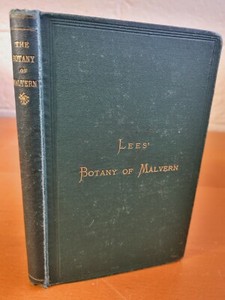 THE
BOTANY
OF
MALVERN
LEES'
BOTANY OF MALVERN